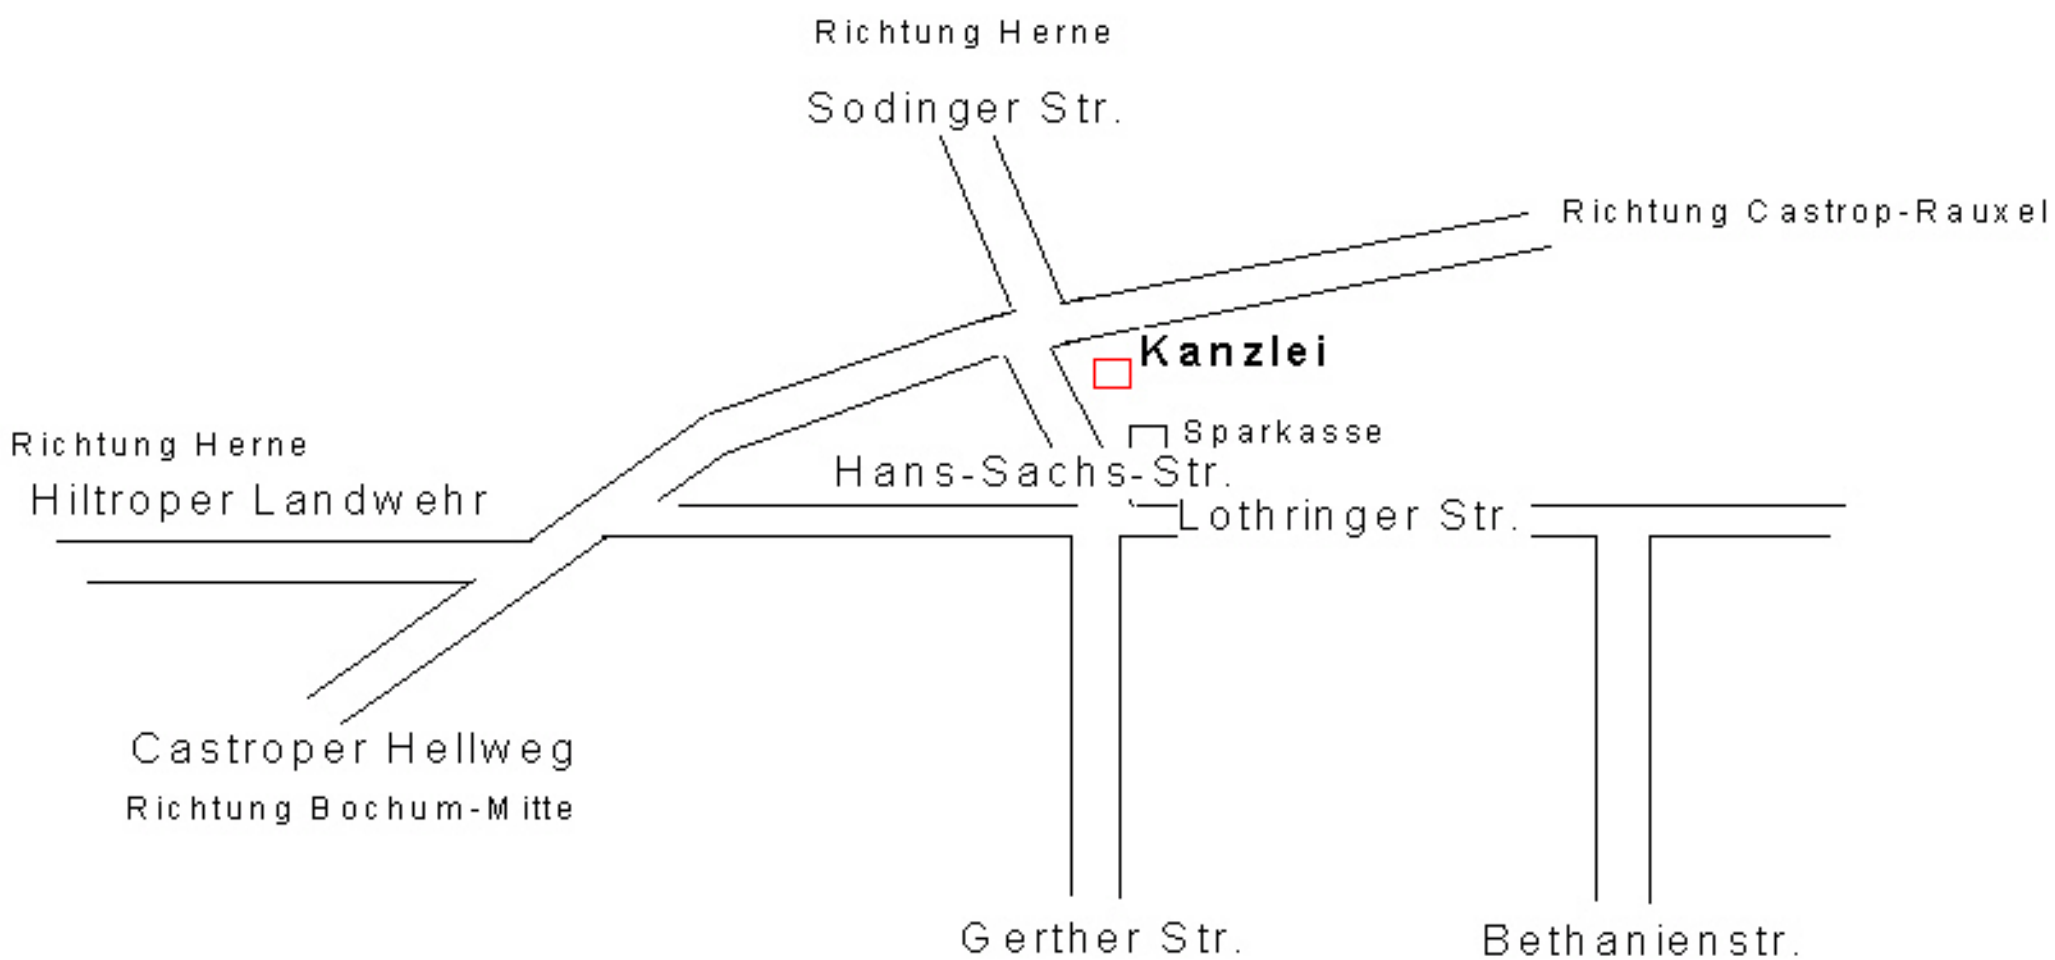 Richtung Herne
Sodinger Str.
Richtung Castrop-Rauxel
Kanzlei
Sparkasse
Richtung Herne
Hiltroper Landwehr
Hans-Sachs-Str.
Lothringer Str.
Castroper Hellweg
Richtung Bochum-Mitte
Gerther Str.
Bethanienstr.